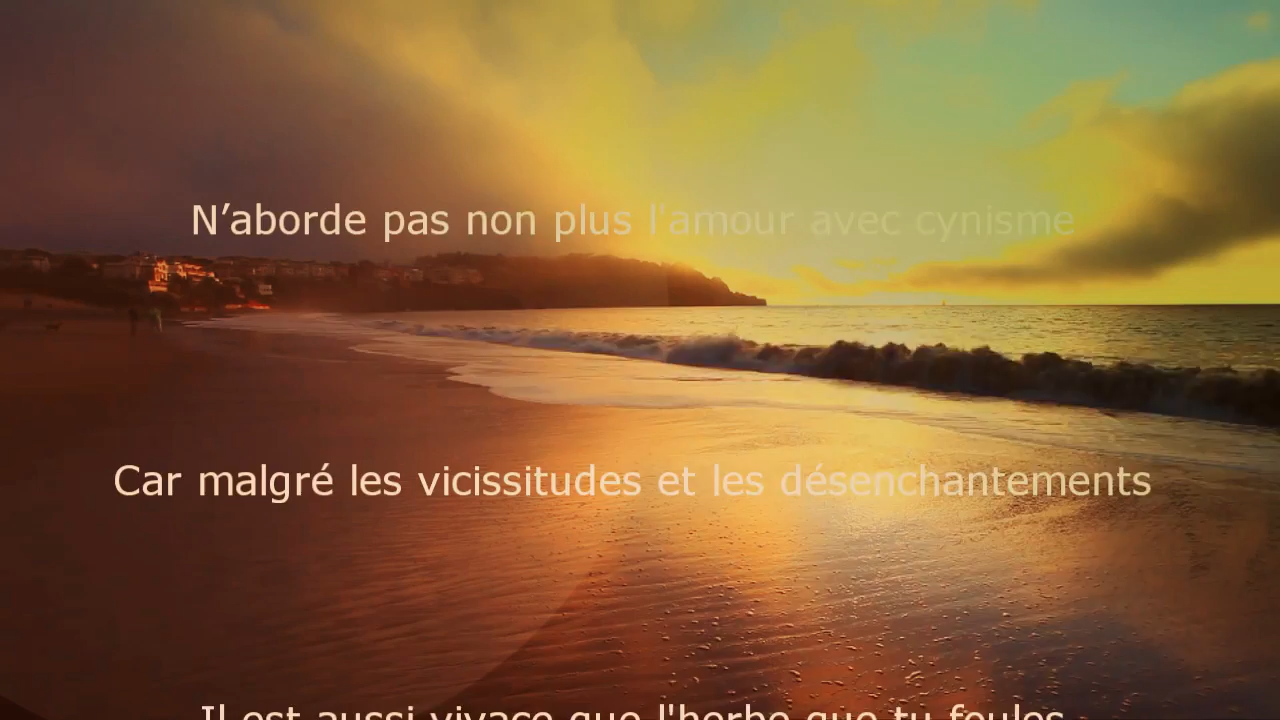 N’aborde pas non plus l'amour avec cynisme
Car malgré les vicissitudes et les désenchantements
Il est aussi vivace que l'herbe que tu foules